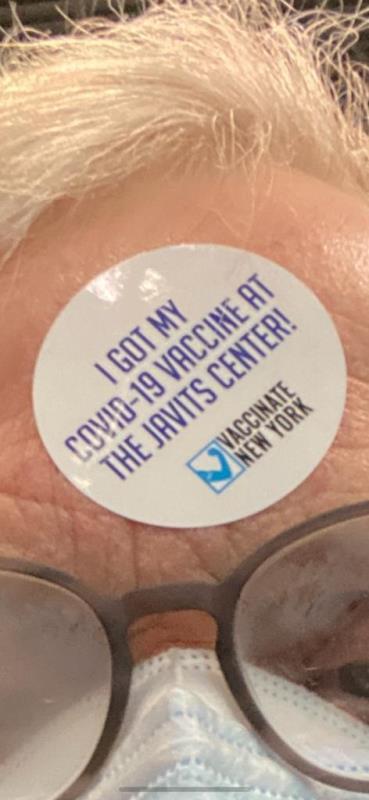 I GOT MY
COVID-19 VACCINE AT
THE JAVITS CENTER!
VACCINATE
NEW YORK